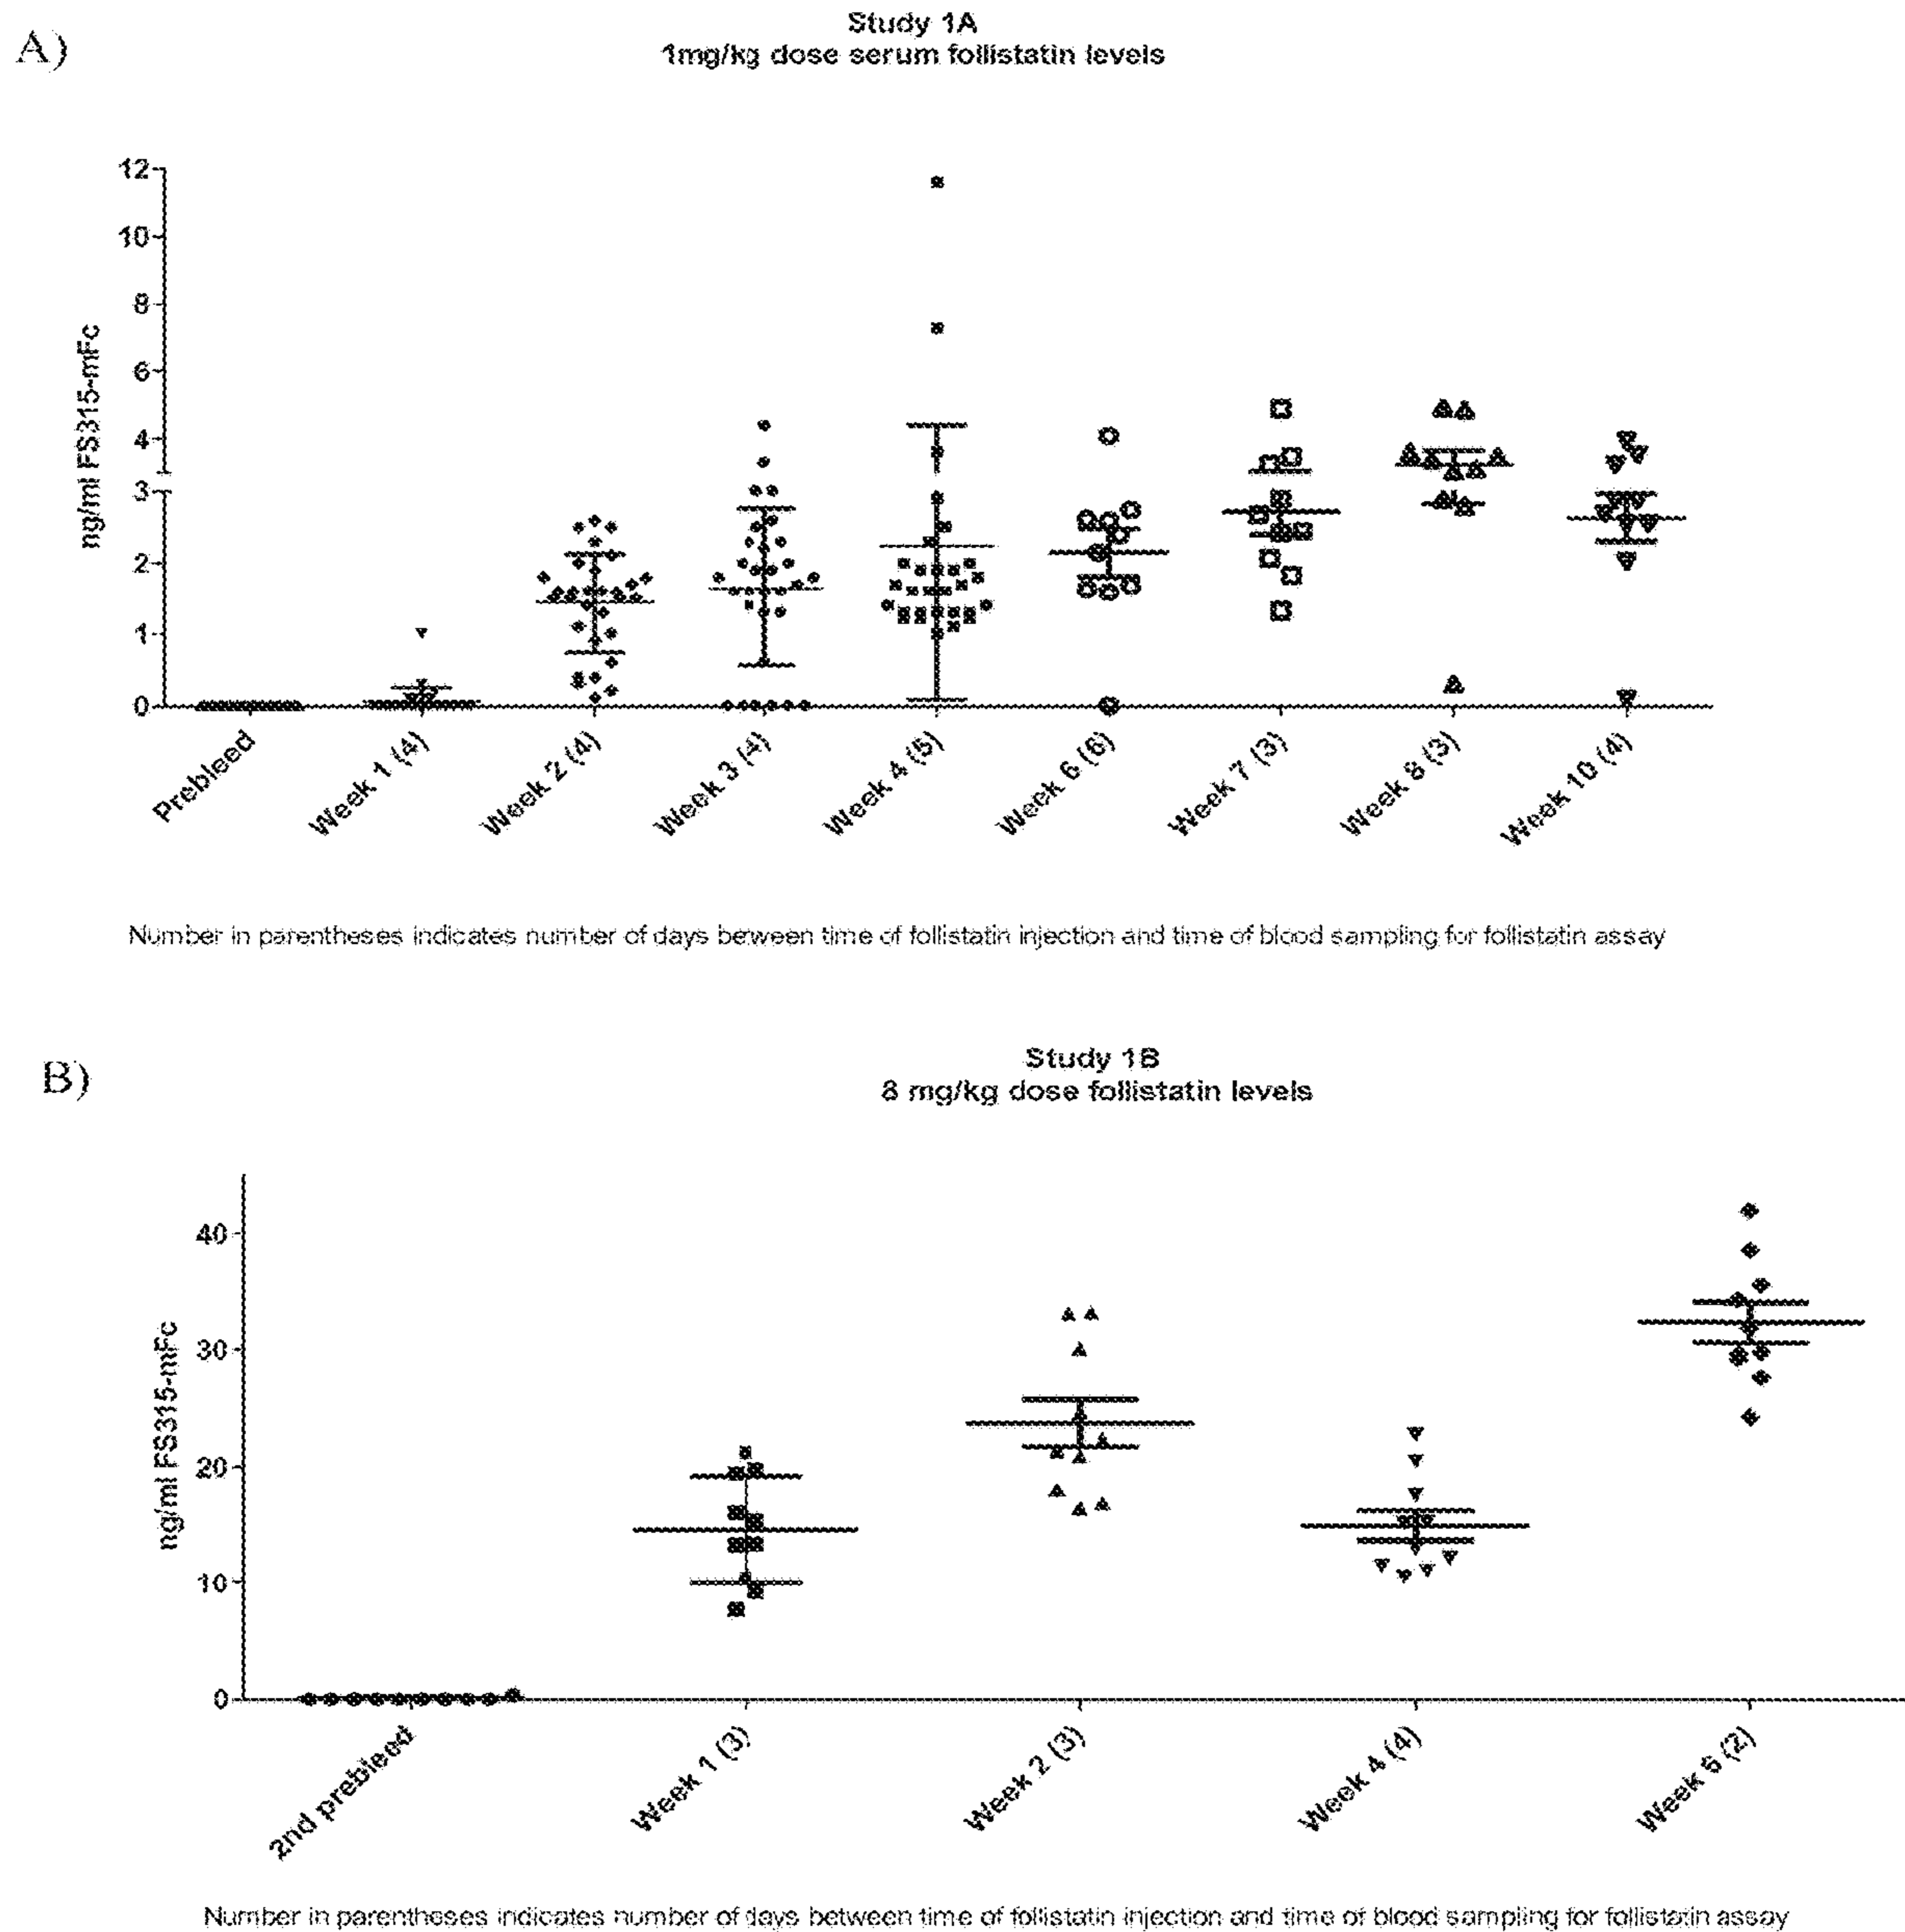 A)
Study 1A
1mg/kg dose serum follistatin levels
ng/ml FS315-mFc
12
10
8
6
4
3
2
1
0
Prebleed
Week 1 (4)
Week 2 (4)
Week 3 (4)
Week 4 (5)
Week 6 (6)
Week 7 (3)
Week 8 (3)
Week 10 (4)
Number in parentheses indicates number of days between time of follistatin injection and time of blood sampling for follistatin assay
B)
Study 1B
8 mg/kg dose follistatin levels
ng/ml FS315-mFc
40
30
20
10
0
2nd prebleed
Week 1 (3)
Week 2 (3)
Week 4 (4)
Week 6 (2)
Number in parentheses indicates number of days between time of follistatin injection and time of blood sampling for follistatin assay